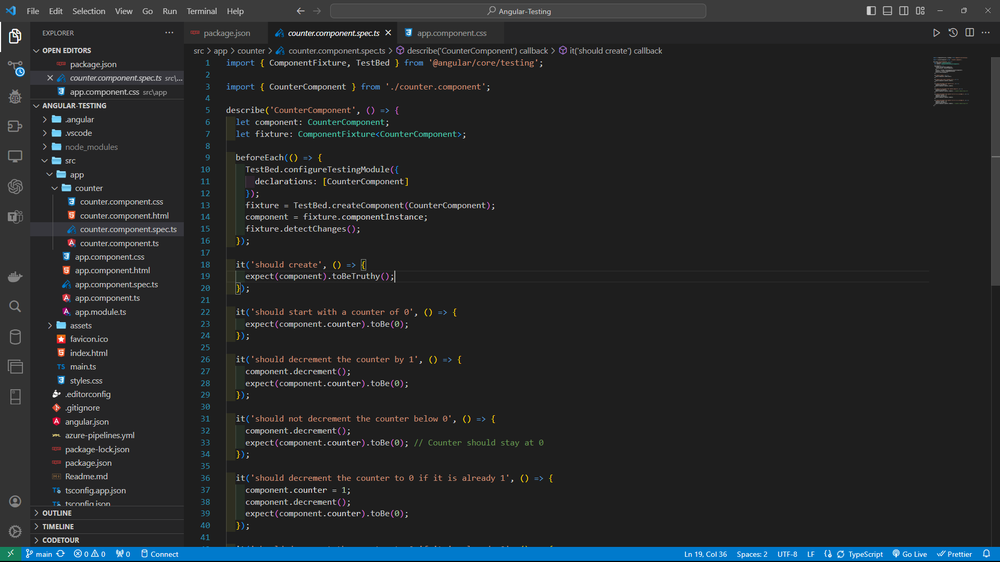 File Edit Selection View Go Run Terminal Help
Angular-Testing
EXPLORER
OPEN EDITORS
package.json
counter.component.spec.ts src\...
app.component.css src\app
ANGULAR-TESTING
.angular
.vscode
node_modules
src
app
counter
counter.component.css
counter.component.html
counter.component.spec.ts
counter.component.ts
app.component.css
app.component.html
app.component.spec.ts
app.component.ts
app.module.ts
assets
favicon.ico
index.html
TS main.ts
styles.css
.editorconfig
.gitignore
angular.json
azure-pipelines.yml
package-lock.json
package.json
Readme.md
tsconfig.app.json
tsconfig.json
OUTLINE
TIMELINE
CODETOUR
package.json counter.component.spec.ts app.component.css
src > app > counter > counter.component.spec.ts > describe('CounterComponent') callback > it('should create') callback
1 import { ComponentFixture, TestBed } from '@angular/core/testing';
2
3 import { CounterComponent } from './counter.component';
4
5 describe('CounterComponent', () => {
6 let component: CounterComponent;
7 let fixture: ComponentFixture<CounterComponent>;
8
9 beforeEach(() => {
10 TestBed.configureTestingModule({
11 declarations: [CounterComponent]
12 });
13 fixture = TestBed.createComponent(CounterComponent);
14 component = fixture.componentInstance;
15 fixture.detectChanges();
16 });
17
18 it('should create', () => {
19 expect(component).toBeTruthy();
20 });
21
22 it('should start with a counter of 0', () => {
23 expect(component.counter).toBe(0);
24 });
25
26 it('should decrement the counter by 1', () => {
27 component.decrement();
28 expect(component.counter).toBe(0);
29 });
30
31 it('should not decrement the counter below 0', () => {
32 component.decrement();
33 expect(component.counter).toBe(0); // Counter should stay at 0
34 });
35
36 it('should decrement the counter to 0 if it is already 1', () => {
37 component.counter = 1;
38 component.decrement();
39 expect(component.counter).toBe(0);
40 });
41
main 0 0 0 Connect
Ln 19, Col 36 Spaces: 2 UTF-8 LF TypeScript Go Live Prettier